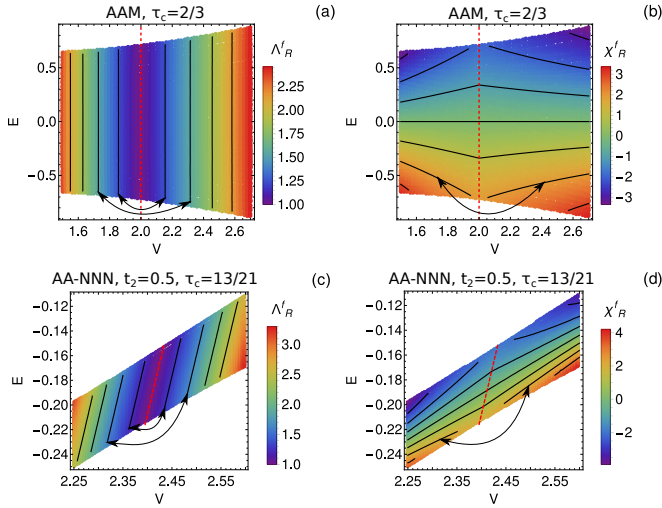 AAM, τc=2/3 (a)
Λ^f_R
E
0.5
0.0
−0.5
2.25
2.00
1.75
1.50
1.25
1.00
1.6 1.8 2.0 2.2 2.4 2.6
V
AAM, τc=2/3 (b)
χ^f_R
E
0.5
0.0
−0.5
3
2
1
0
−1
−2
−3
1.6 1.8 2.0 2.2 2.4 2.6
V
AA-NNN, t2=0.5, τc=13/21
(c)
Λ^f_R
E
−0.12
−0.14
−0.16
−0.18
−0.20
−0.22
−0.24
3.0
2.5
2.0
1.5
1.0
2.25 2.35 2.45 2.55
V
AA-NNN, t2=0.5, τc=13/21
(d)
χ^f_R
E
−0.12
−0.14
−0.16
−0.18
−0.20
−0.22
−0.24
4
2
0
−2
2.25 2.35 2.45 2.55
V